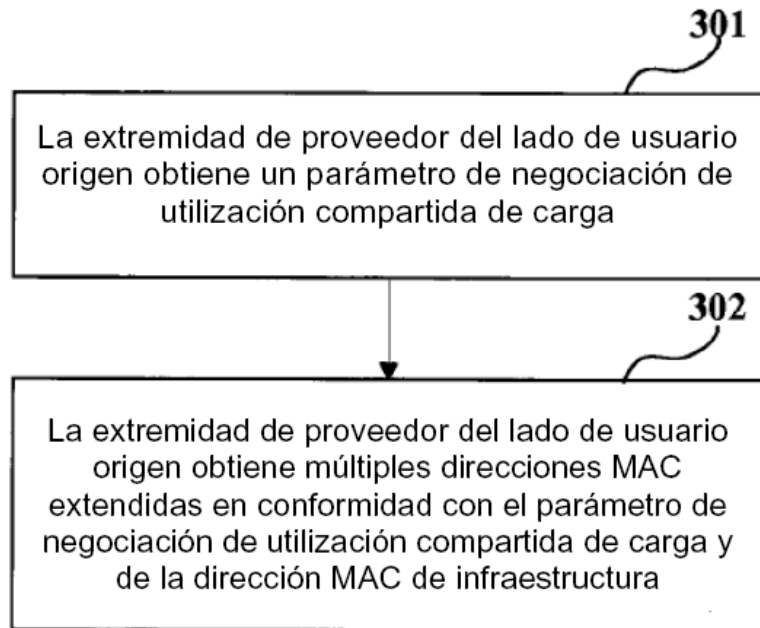 301
La extremidad de proveedor del lado de usuario
origen obtiene un parámetro de negociación de
utilización compartida de carga
302
La extremidad de proveedor del lado de usuario
origen obtiene múltiples direcciones MAC
extendidas en conformidad con el parámetro de
negociación de utilización compartida de carga y
de la dirección MAC de infraestructura